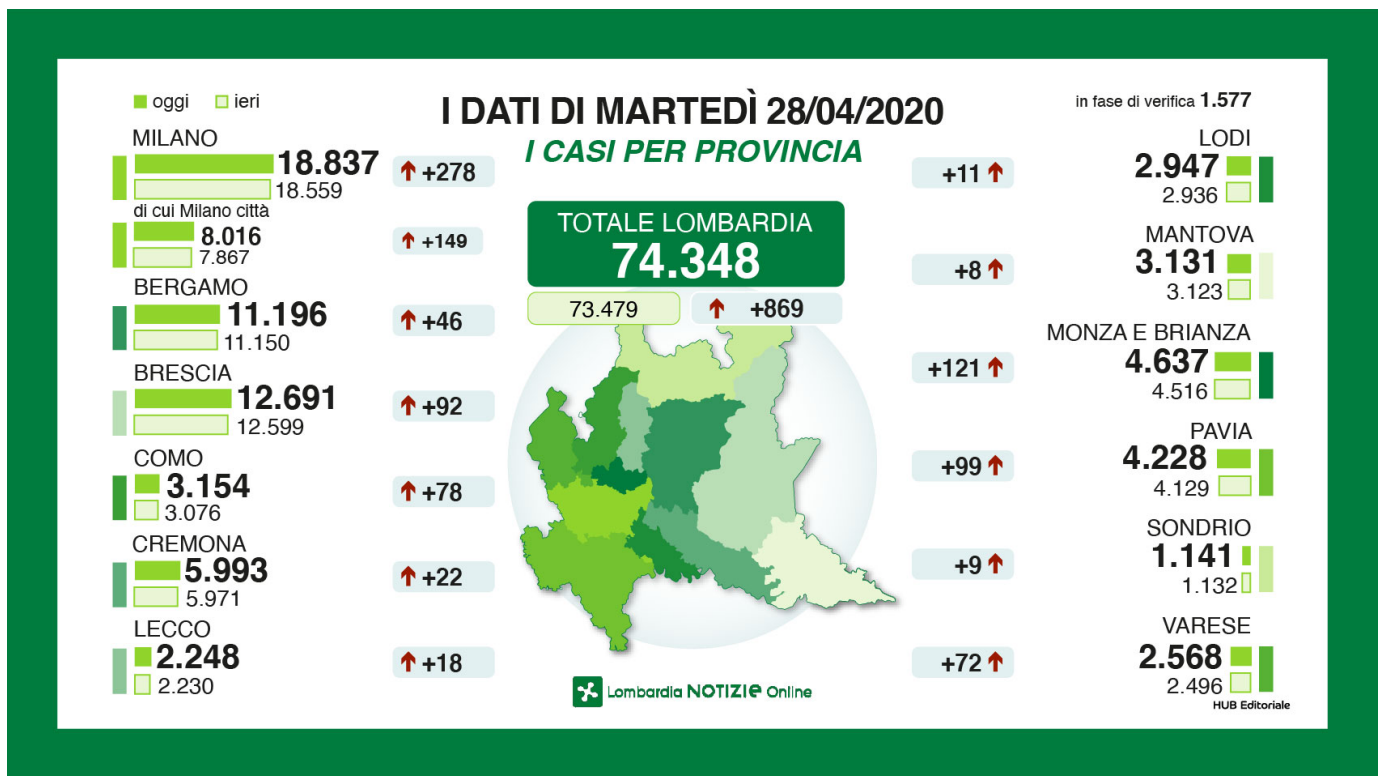 oggi ieri
I DATI DI MARTEDÌ 28/04/2020
I CASI PER PROVINCIA
in fase di verifica 1.577
TOTALE LOMBARDIA
74.348
73.479 +869
MILANO
18.837
18.559
+278
di cui Milano città
8.016
7.867
+149
BERGAMO
11.196
11.150
+46
BRESCIA
12.691
12.599
+92
COMO
3.154
3.076
+78
CREMONA
5.993
5.971
+22
LECCO
2.248
2.230
+18
LODI
2.947
2.936
+11
MANTOVA
3.131
3.123
+8
MONZA E BRIANZA
4.637
4.516
+121
PAVIA
4.228
4.129
+99
SONDRIO
1.141
1.132
+9
VARESE
2.568
2.496
+72
Lombardia NOTIZIe Online
HUB Editoriale